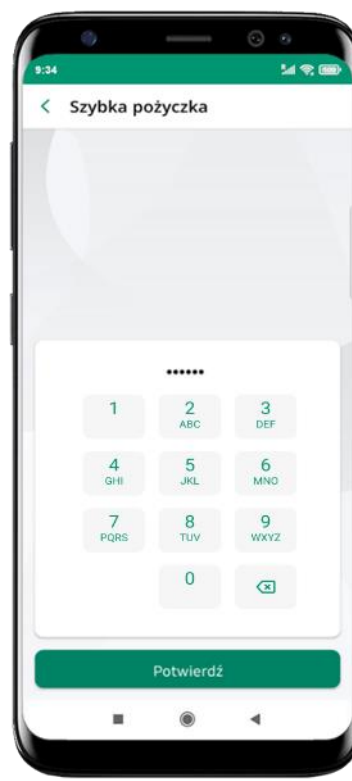 9:34
Szybka pożyczka
••••••
1
2
3
ABC
DEF
4
5
6
GHI
JKL
MNO
7
8
9
PQRS
TUV
WXYZ
0
Potwierdź